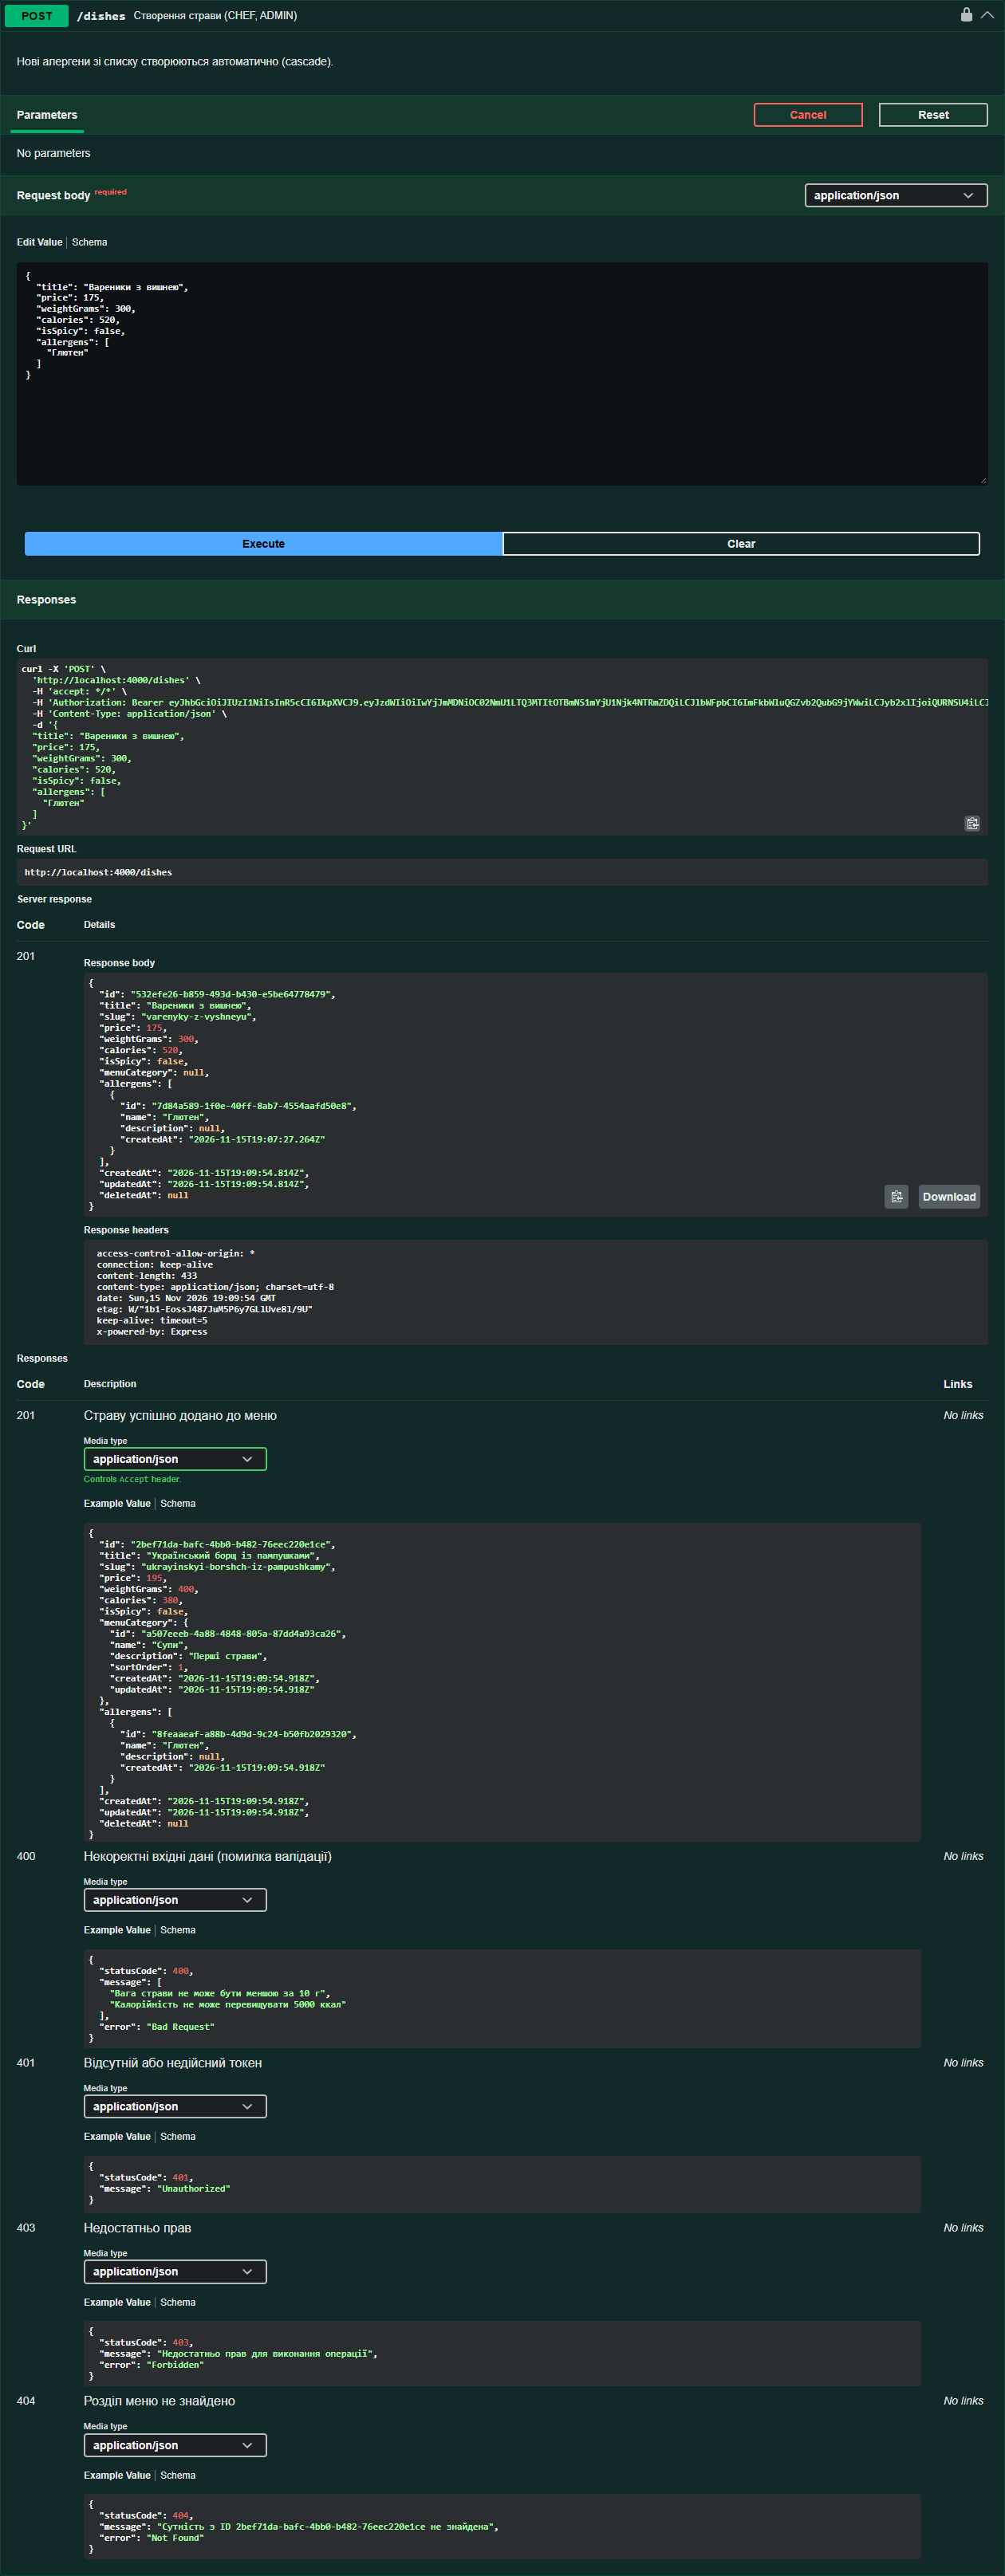 POST /dishes Створення страви (CHEF, ADMIN)
Нові алергени зі списку створюються автоматично (cascade).
Parameters
Cancel
Reset
No parameters
Request body required
application/json
Edit Value | Schema
{
  "title": "Вареники з вишнею",
  "price": 175,
  "weightGrams": 300,
  "calories": 520,
  "isSpicy": false,
  "allergens": [
    "Глютен"
  ]
}
Execute
Clear
Responses
Curl
curl -X 'POST' \
  'http://localhost:4000/dishes' \
  -H 'accept: */*' \
  -H 'Authorization: Bearer
  -H 'Content-Type: application/json' \
  -d '{
  "title": "Вареники з вишнею",
  "price": 175,
  "weightGrams": 300,
  "calories": 520,
  "isSpicy": false,
  "allergens": [
    "Глютен"
  ]
}'
Request URL
http://localhost:4000/dishes
Server response
Code Details
201
Response body
{
  "id": "532efe26-b859-493d-b430-e5be64778479",
  "title": "Вареники з вишнею",
  "slug": "varenyky-z-vyshneyu",
  "price": 175,
  "weightGrams": 300,
  "calories": 520,
  "isSpicy": false,
  "menuCategory": null,
  "allergens": [
    {
      "id": "7d84a589-1f0e-40ff-8ab7-4554aafd50e8",
      "name": "Глютен",
      "description": null,
      "createdAt": "2026-11-15T19:07:27.264Z"
    }
  ],
  "createdAt": "2026-11-15T19:09:54.814Z",
  "updatedAt": "2026-11-15T19:09:54.814Z",
  "deletedAt": null
}
Download
Response headers
access-control-allow-origin: *
connection: keep-alive
content-length: 433
content-type: application/json; charset=utf-8
date: Sun,15 Nov 2026 19:09:54 GMT
etag: W/"1b1-EossJ487JuM5P6y7GL1Uve8l/9U"
keep-alive: timeout=5
x-powered-by: Express
Responses
Code Description Links
201 Страву успішно додано до меню No links
Media type
application/json
Controls Accept header.
Example Value | Schema
{
  "id": "2bef71da-bafc-4bb0-b482-76eec220e1ce",
  "title": "Український борщ із пампушками",
  "slug": "ukrayinskyi-borshch-iz-pampushkamy",
  "price": 195,
  "weightGrams": 400,
  "calories": 380,
  "isSpicy": false,
  "menuCategory": {
    "id": "a507eeeb-4a88-4848-805a-87dd4a93ca26",
    "name": "Супи",
    "description": "Перші страви",
    "sortOrder": 1,
    "createdAt": "2026-11-15T19:09:54.918Z",
    "updatedAt": "2026-11-15T19:09:54.918Z"
  },
  "allergens": [
    {
      "id": "8feaaeaf-a88b-4d9d-9c24-b50fb2029320",
      "name": "Глютен",
      "description": null,
      "createdAt": "2026-11-15T19:09:54.918Z"
    }
  ],
  "createdAt": "2026-11-15T19:09:54.918Z",
  "updatedAt": "2026-11-15T19:09:54.918Z",
  "deletedAt": null
}
400 Некоректні вхідні дані (помилка валідації) No links
Media type
application/json
Example Value | Schema
{
  "statusCode": 400,
  "message": [
    "Вага страви не може бути меншою за 10 г",
    "Калорійність не може перевищувати 5000 ккал"
  ],
  "error": "Bad Request"
}
401 Відсутній або недійсний токен No links
Media type
application/json
Example Value | Schema
{
  "statusCode": 401,
  "message": "Unauthorized"
}
403 Недостатньо прав No links
Media type
application/json
Example Value | Schema
{
  "statusCode": 403,
  "message": "Недостатньо прав для виконання операції",
  "error": "Forbidden"
}
404 Розділ меню не знайдено No links
Media type
application/json
Example Value | Schema
{
  "statusCode": 404,
  "message": "Сутність з ID 2bef71da-bafc-4bb0-b482-76eec220e1ce не знайдена",
  "error": "Not Found"
}